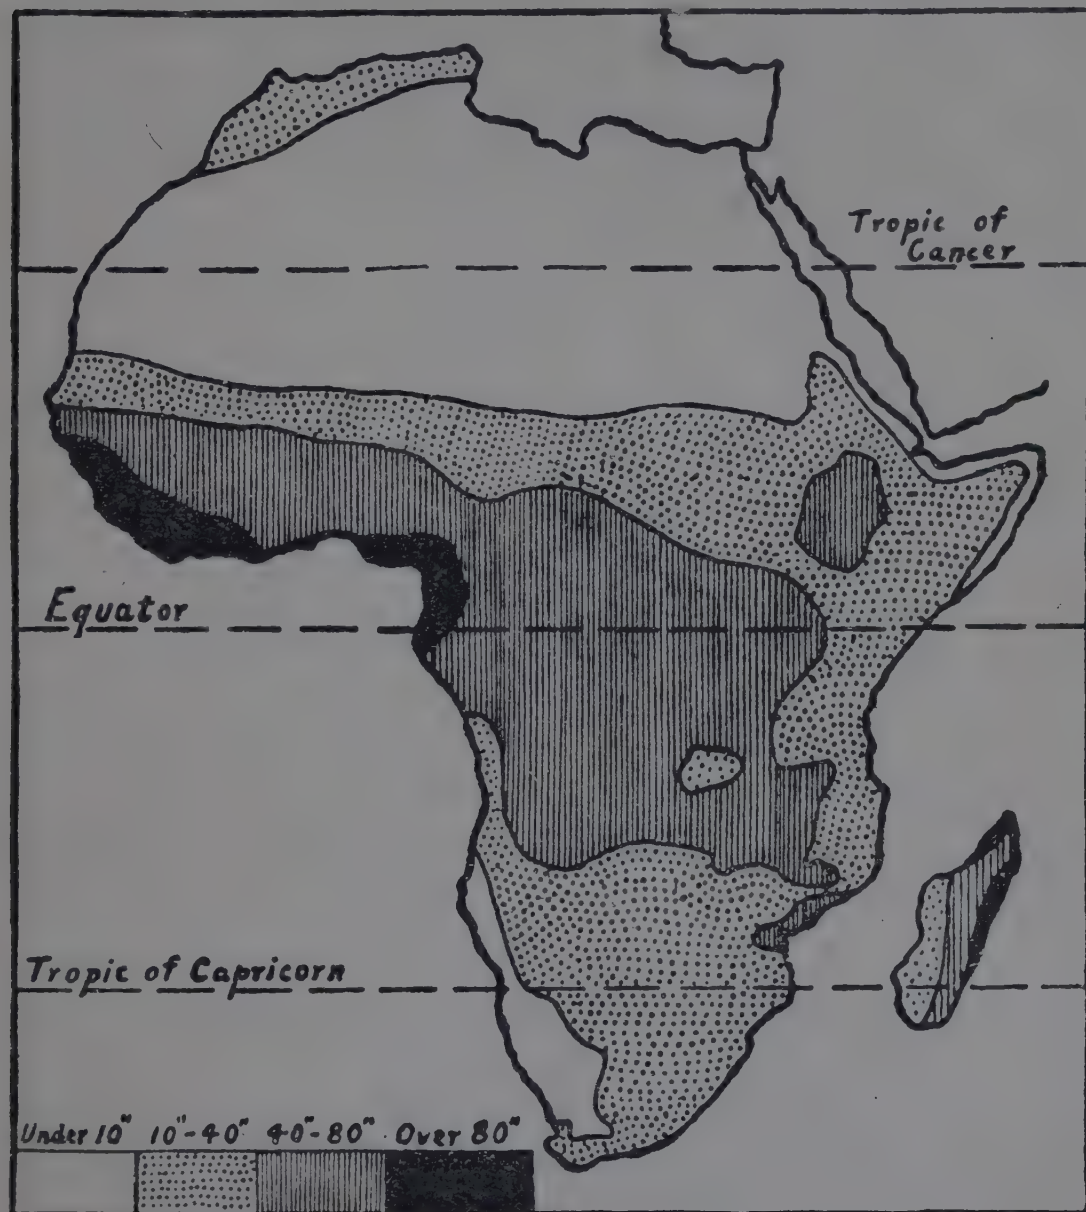 Tropic of
Cancer
Equator
Tropic of Capricorn
Under 10" 10"-40" 40"-80" Over 80"